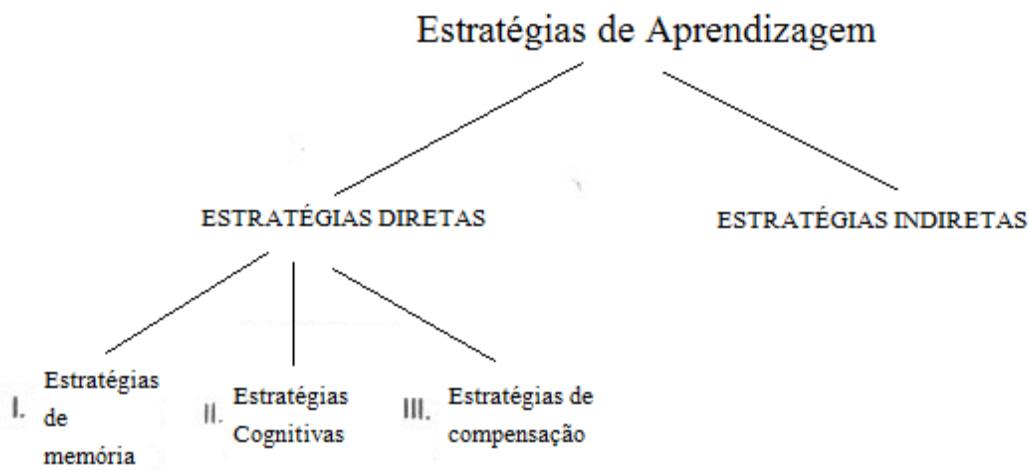 Estratégias de Aprendizagem
ESTRATÉGIAS DIRETAS
ESTRATÉGIAS INDIRETAS
I. Estratégias
de
memória
II. Estratégias
Cognitivas
III. Estratégias de
compensação